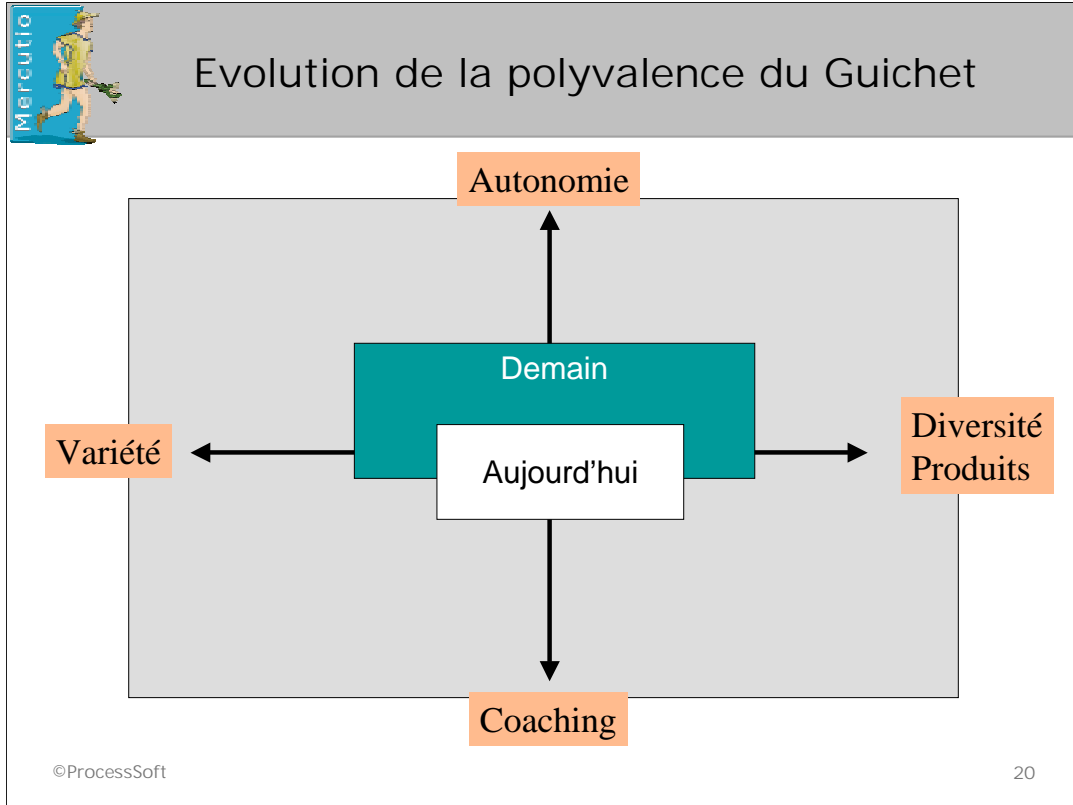 Mercutio
Evolution de la polyvalence du Guichet
Autonomie
Demain
Variété
Aujourd'hui
Diversité
Produits
Coaching
©ProcessSoft
20